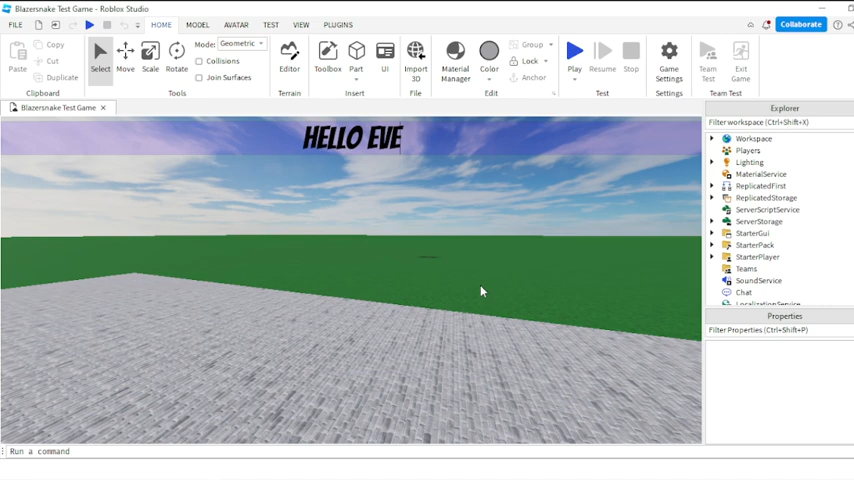 Blazersnake Test Game - Roblox Studio
FILE HOME MODEL AVATAR TEST VIEW PLUGINS Collaborate
Paste Copy Cut Duplicate Clipboard
Select Move Scale Rotate Mode: Geometric Collisions Join Surfaces Tools
Editor Terrain
Toolbox Part UI Insert
Import 3D File
Material Manager Color Group Lock Anchor Edit
Play Resume Stop Test
Game Settings Settings
Team Test Exit Game Team Test
Blazersnake Test Game
HELLO EVE
Explorer
Filter workspace (Ctrl+Shift+X)
Workspace
Players
Lighting
MaterialService
ReplicatedFirst
ReplicatedStorage
ServerScriptService
ServerStorage
StarterGui
StarterPack
StarterPlayer
Teams
SoundService
Chat
LocalizationService
Properties
Filter Properties (Ctrl+Shift+P)
Run a command